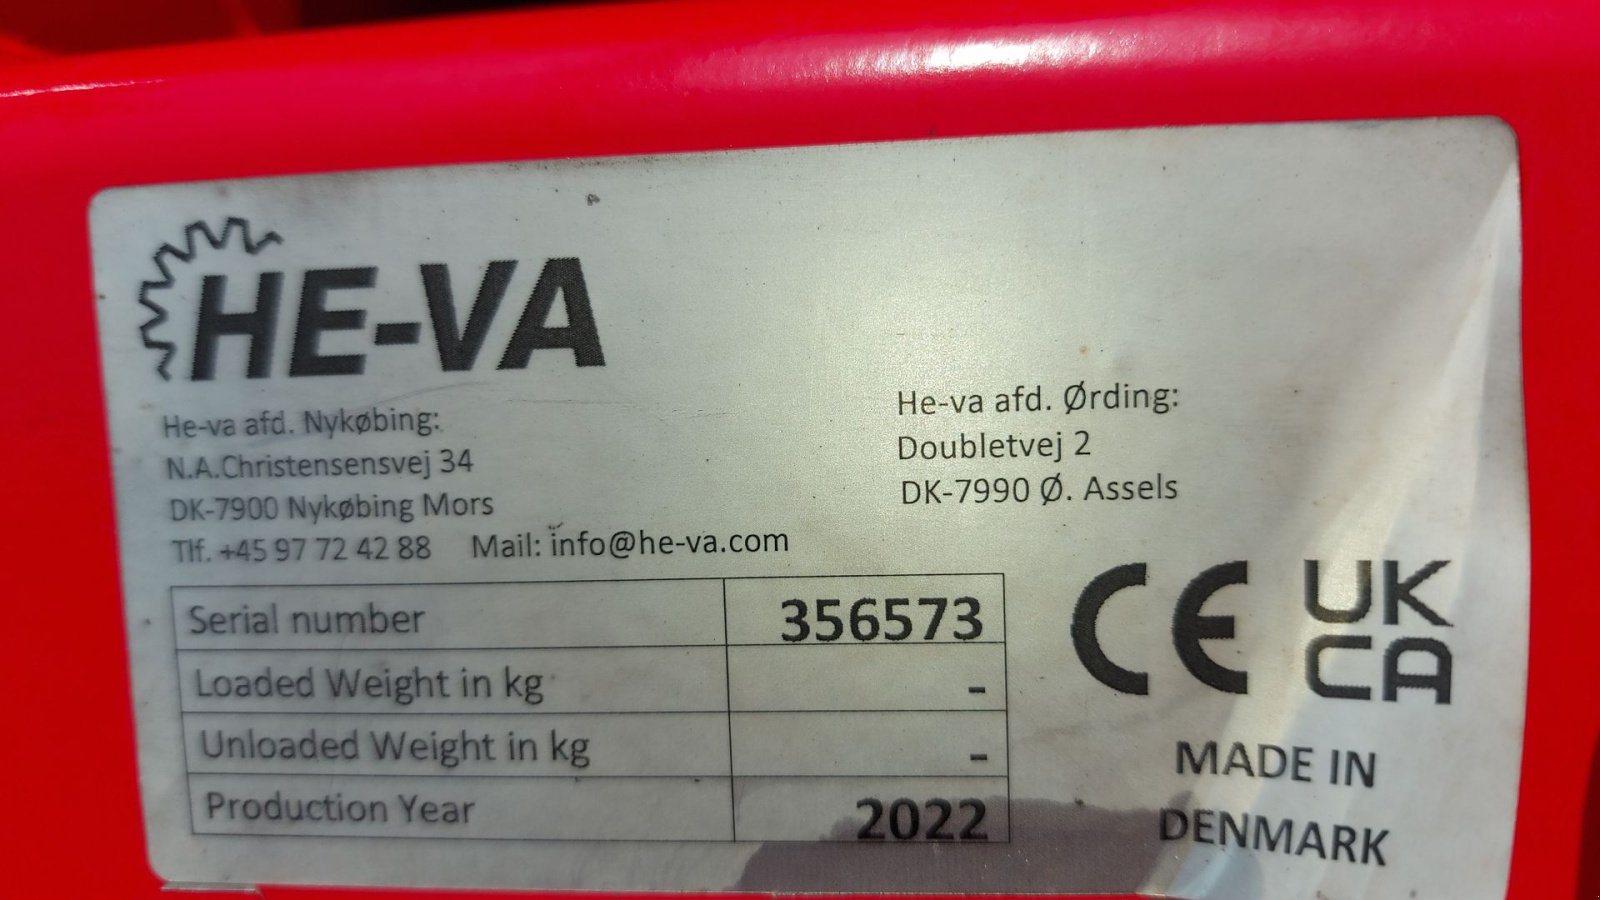 HE-VA
He-va afd. Nykøbing:
N.A.Christensensvej 34
DK-7900 Nykøbing Mors
Tlf. +45 97 72 42 88 Mail: info@he-va.com
He-va afd. Ørding:
Doubletvej 2
DK-7990 Ø. Assels
Serial number 356573
Loaded Weight in kg -
Unloaded Weight in kg -
Production Year 2022
CE UK
CA
MADE IN
DENMARK